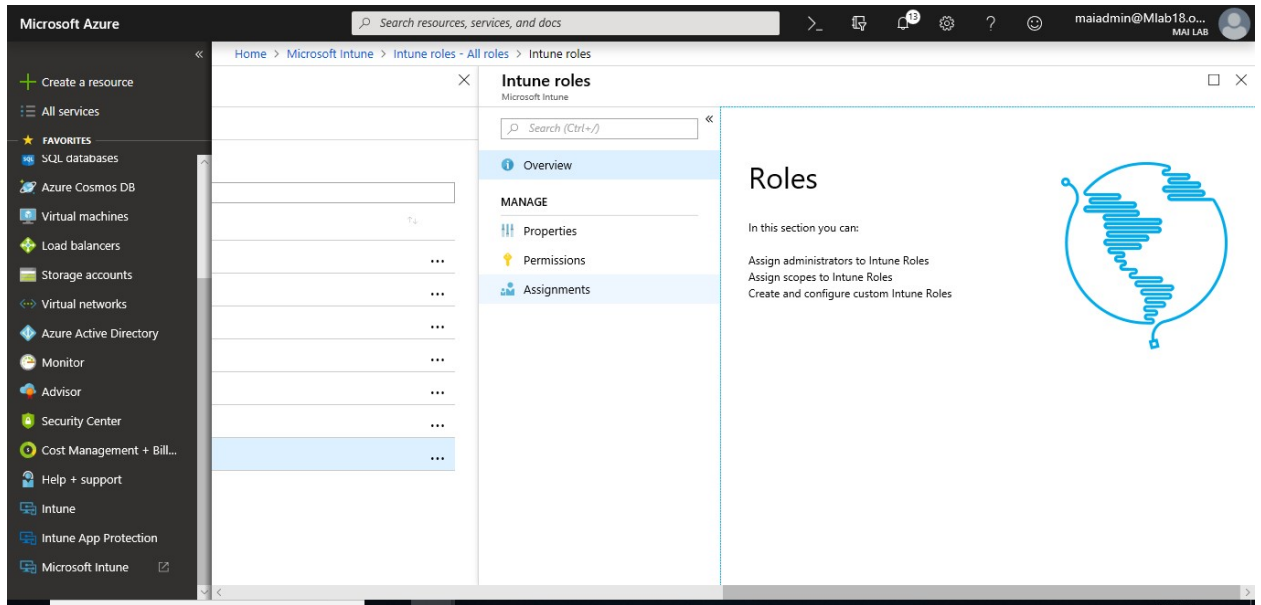 Microsoft Azure
Search resources, services, and docs
>_
13
?
maiadmin@Mlab18.o...
MAI LAB
«
Home > Microsoft Intune > Intune roles - All roles > Intune roles
Create a resource
All services
FAVORITES
SQL databases
Azure Cosmos DB
Virtual machines
Load balancers
Storage accounts
Virtual networks
Azure Active Directory
Monitor
Advisor
Security Center
Cost Management + Bill...
Help + support
Intune
Intune App Protection
Microsoft Intune
...
...
...
...
...
...
...
Intune roles
Microsoft Intune
Search (Ctrl+/)
«
Overview
MANAGE
Properties
Permissions
Assignments
Roles
In this section you can:
Assign administrators to Intune Roles
Assign scopes to Intune Roles
Create and configure custom Intune Roles